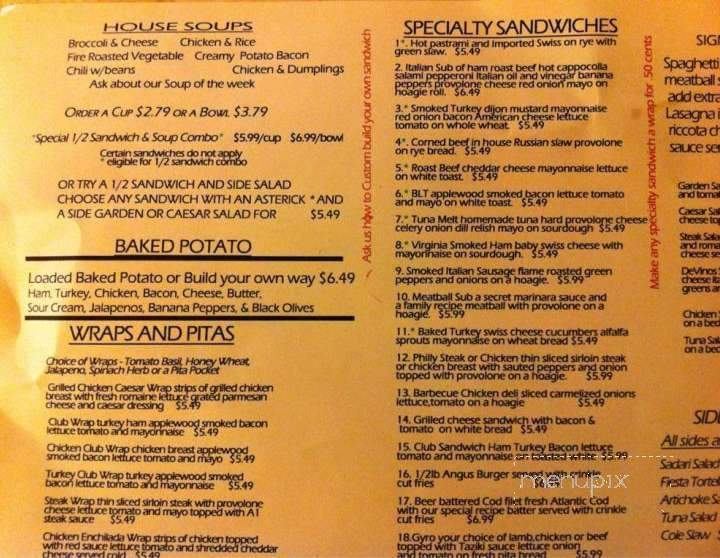 HOUSE SOUPS
Broccoli & Cheese Chicken & Rice
Fire Roasted Vegetable Creamy Potato Bacon
Chili w/beans Chicken & Dumplings
Ask about our Soup of the week
ORDER A CUP $2.79 OR A BOWL $3.79
*Special 1/2 Sandwich & Soup Combo* $5.99/cup $6.99/bowl
Certain sandwiches do not apply
* eligible for 1/2 sandwich combo
OR TRY A 1/2 SANDWICH AND SIDE SALAD
CHOOSE ANY SANDWICH WITH AN ASTERICK * AND
A SIDE GARDEN OR CAESAR SALAD FOR $5.49
BAKED POTATO
Loaded Baked Potato or Build your own way $6.49
Ham, Turkey, Chicken, Bacon, Cheese, Butter,
Sour Cream, Jalapenos, Banana Peppers, & Black Olives
WRAPS AND PITAS
Choice of Wraps - Tomato Basil, Honey Wheat,
Jalapeno, Spinach Herb or a Pita Pocket
Grilled Chicken Caesar Wrap strips of grilled chicken
breast with fresh romaine lettuce grated parmesan
cheese and caesar dressing $5.49
Club Wrap turkey ham applewood smoked bacon
lettuce tomato and mayonnaise $5.49
Chicken Club Wrap chicken breast applewood
smoked bacon lettuce tomato and mayo $5.49
Turkey Club Wrap turkey applewood smoked
bacon lettuce tomato and mayonnaise $5.49
Steak Wrap thin sliced sirloin steak with provolone
cheese lettuce tomato and mayo topped with A1
steak sauce $5.49
Chicken Enchilada Wrap strips of chicken topped
with red sauce lettuce tomato and shredded cheddar
cheese served cold $5.49
Ask us how to Custom build your own sandwich
SPECIALTY SANDWICHES
1*. Hot pastrami and Imported Swiss on rye with
green slaw. $5.49
2. Italian Sub of ham roast beef hot cappocolla
salami pepperoni Italian oil and vinegar banana
peppers provolone cheese red onion mayo on
hoagie roll. $6.49
3.* Smoked Turkey dijon mustard mayonnaise
red onion bacon American cheese lettuce
tomato on whole wheat. $5.49
4*. Corned beef in house Russian slaw provolone
on rye bread. $5.49
5.* Roast Beef cheddar cheese mayonnaise lettuce
on white toast. $5.49
6.* BLT applewood smoked bacon lettuce tomato
and mayo on white toast. $5.49
7.* Tuna Melt homemade tuna hard provolone cheese
celery onion dill relish mayo on sourdough $5.49
8.* Virginia Smoked Ham baby swiss cheese with
mayonnaise on sourdough. $5.49
9. Smoked Italian Sausage flame roasted green
peppers and onions on a hoagie. $5.99
10. Meatball Sub a secret marinara sauce and
a family recipe meatball with provolone on a
hoagie. $5.99
11.* Baked Turkey swiss cheese cucumbers alfalfa
sprouts mayonnaise on wheat bread $5.49
12. Philly Steak or Chicken thin sliced sirloin steak
or chicken breast with sauted peppers and onion
topped with provolone on a hoagie. $5.99
13. Barbecue Chicken deli sliced carmelized onions
lettuce,tomato on a hoagie $5.49
14. Grilled cheese sandwich with bacon &
tomato on white bread $5.49
15. Club Sandwich Ham Turkey Bacon lettuce
tomato and mayonnaise on toasted white $5.99
16. 1/2lb Angus Burger served with crinkle
cut fries
17. Beer battered Cod filet fresh Atlantic Cod
with our special recipe batter served with crinkle
cut fries $6.99
18.Gyro your choice of lamb,chicken or beef
topped with Taziki sauce lettuce onion
and tomato on fresh pita bread $5.99
Make any specialty sandwich a wrap for .50 cents
SIG
Spaghetti
meatball s
add extra
Lasagna
riccota ch
sauce se
Garden Sa
and toma
Caesar Sa
cheese to
Steak Sala
and roma
cheese se
DeVinos
cheese
greens a
Chicken
on a bed
Tuna Sal
on a bed
SID
All sides a
Sadari Salad
Fiesta Tortel
Artichoke S
Tuna Salad
Cole Slaw $
menupix